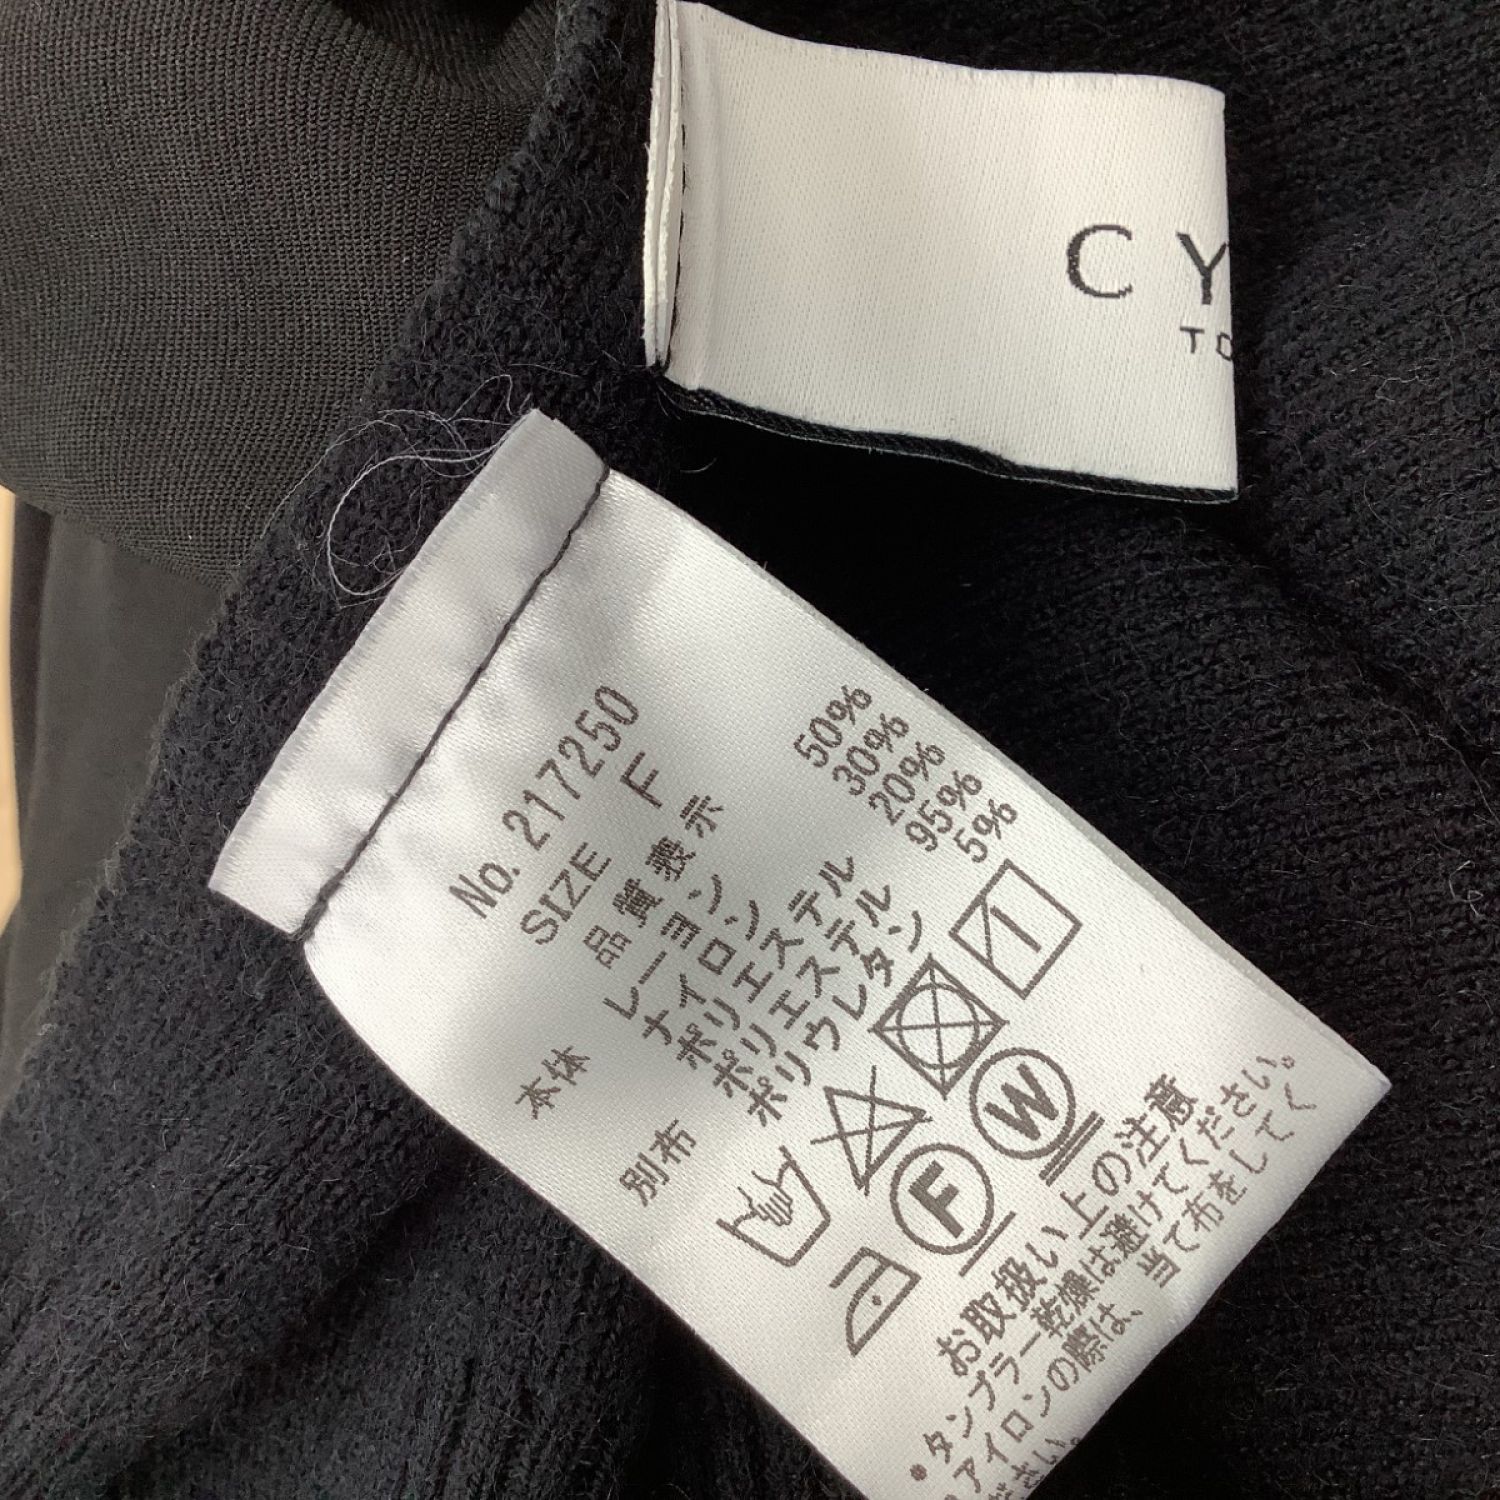 CY
TO
No. 217250
SIZE F
品質表示
本体 レーヨン 50%
ナイロン 30%
ポリエステル 20%
別布 ポリエステル 95%
ポリウレタン 5%
F
W
お取扱い上の注意
•タンブラー乾燥は避けてください。
•アイロンの際は、当て布をしてく
ださい。